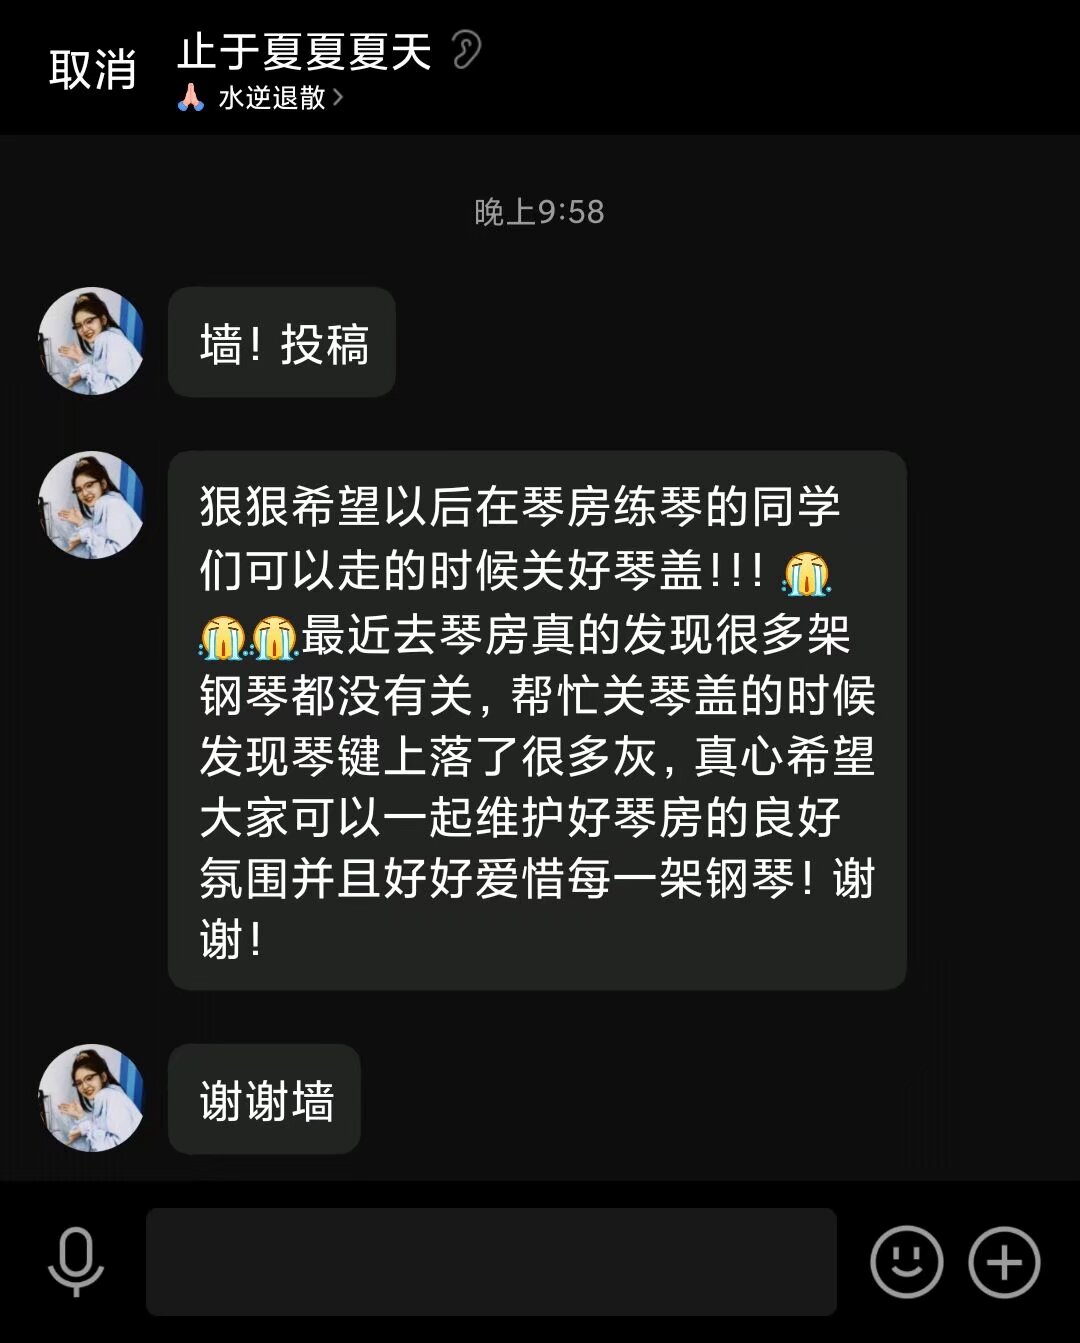 取消
止于夏夏夏天
🙏🏻 水逆退散
晚上9:58
墙！投稿
狠狠希望以后在琴房练琴的同学
们可以走的时候关好琴盖!!! 😭
😭😭最近去琴房真的发现很多架
钢琴都没有关，帮忙关琴盖的时候
发现琴键上落了很多灰，真心希望
大家可以一起维护好琴房的良好
氛围并且好好爱惜每一架钢琴！谢
谢！
谢谢墙